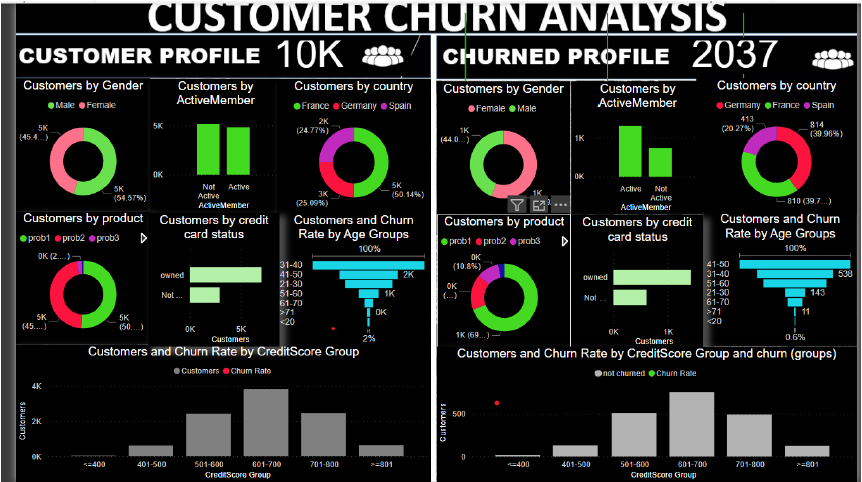 CUSTOMER CHURN ANALYSIS
CUSTOMER PROFILE 10K
Customers by Gender
Male Female
5K
(45.4...)
5K
(54.57%)
Customers by
ActiveMember
5K
0K
Not
Active
Active
ActiveMember
Customers by country
France Germany Spain
2K
(24.77%)
3K
(25.09%)
5K
(50.14%)
Customers by product
prob1 prob2 prob3
0K (2....)
5K
(45....)
5K
(50....)
Customers by credit
card status
owned
Not ...
0K 5K
Customers
Customers and Churn
Rate by Age Groups
100%
31-40
41-50 2K
21-30
51-60 1K
61-70
>71 0K
<20
2%
Customers and Churn Rate by CreditScore Group
Customers Churn Rate
4K
2K
0K
Customers
<=400 401-500 501-600 601-700 701-800 >=801
CreditScore Group
CHURNED PROFILE 2037
Customers by Gender
Female Male
1K
(44.0...)
1K
Customers by
ActiveMember
1K
0K
Active
Not
Active
ActiveMember
Customers by country
Germany France Spain
413
(20.27%)
814
(39.96%)
810 (39.7...)
Customers by product
prob1 prob2 prob3
0K
(10.8%)
0K
(...)
1K (69....)
Customers by credit
card status
owned
Not ...
0K 1K
Customers
Customers and Churn
Rate by Age Groups
100%
41-50
31-40 538
51-60
21-30 143
61-70
>71 11
<20
0.6%
Customers and Churn Rate by CreditScore Group and churn (groups)
not churned Churn Rate
500
0
Customers
<=400 401-500 501-600 601-700 701-800 >=801
CreditScore Group